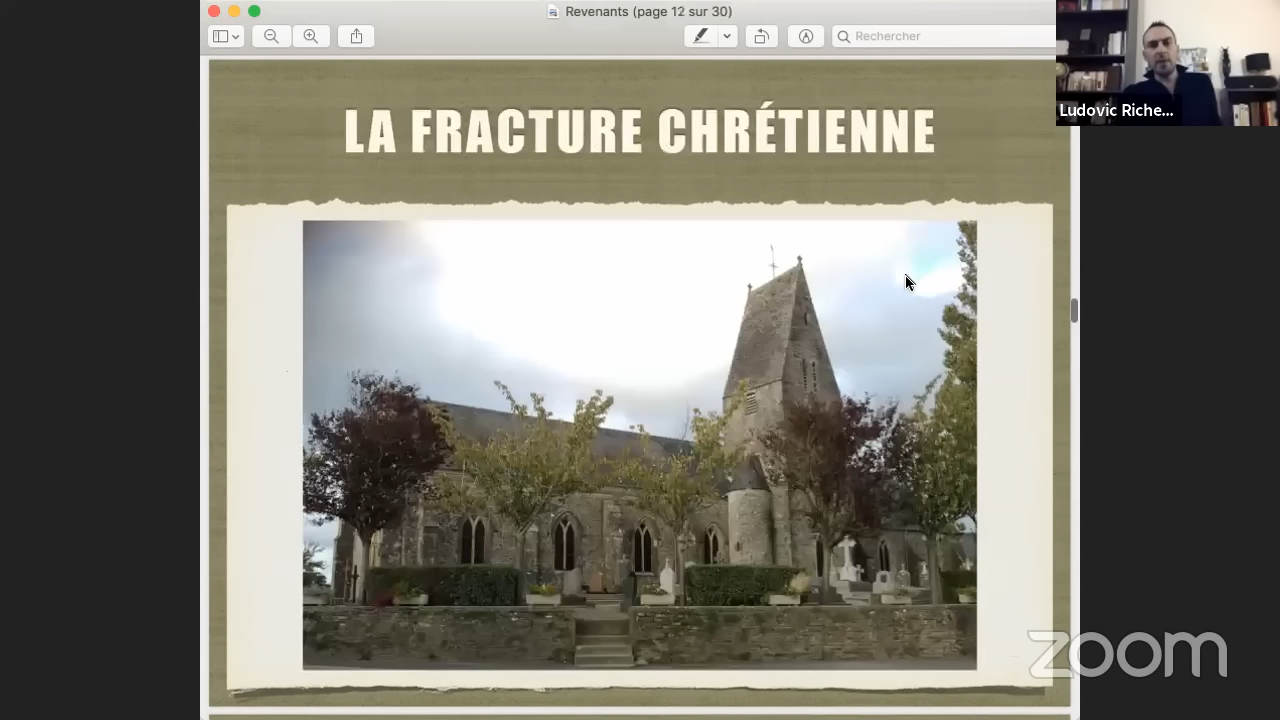 Revenants (page 12 sur 30)
Rechercher
Ludovic Riche...
LA FRACTURE CHRÉTIENNE
zoom